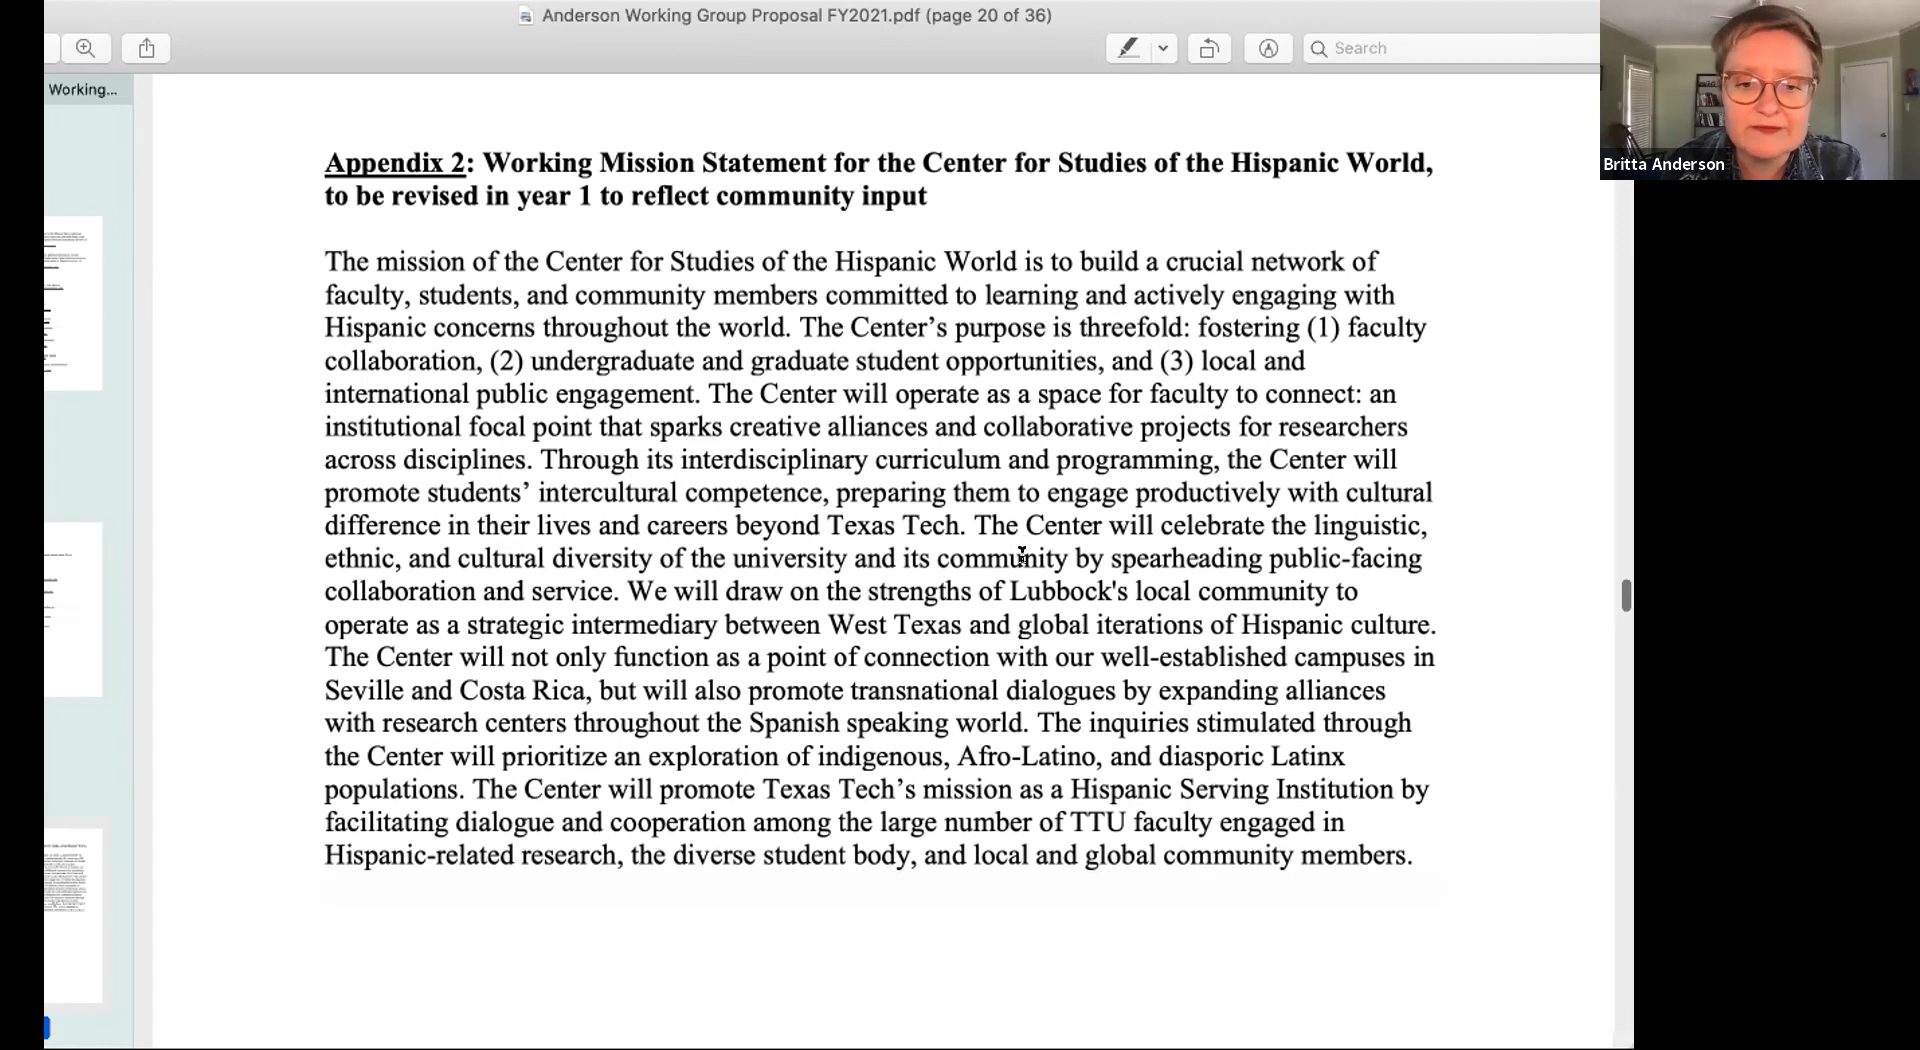 Anderson Working Group Proposal FY2021.pdf (page 20 of 36)
Search
Working...
Britta Anderson
Appendix 2: Working Mission Statement for the Center for Studies of the Hispanic World,
to be revised in year 1 to reflect community input
The mission of the Center for Studies of the Hispanic World is to build a crucial network of
faculty, students, and community members committed to learning and actively engaging with
Hispanic concerns throughout the world. The Center’s purpose is threefold: fostering (1) faculty
collaboration, (2) undergraduate and graduate student opportunities, and (3) local and
international public engagement. The Center will operate as a space for faculty to connect: an
institutional focal point that sparks creative alliances and collaborative projects for researchers
across disciplines. Through its interdisciplinary curriculum and programming, the Center will
promote students’ intercultural competence, preparing them to engage productively with cultural
difference in their lives and careers beyond Texas Tech. The Center will celebrate the linguistic,
ethnic, and cultural diversity of the university and its community by spearheading public-facing
collaboration and service. We will draw on the strengths of Lubbock's local community to
operate as a strategic intermediary between West Texas and global iterations of Hispanic culture.
The Center will not only function as a point of connection with our well-established campuses in
Seville and Costa Rica, but will also promote transnational dialogues by expanding alliances
with research centers throughout the Spanish speaking world. The inquiries stimulated through
the Center will prioritize an exploration of indigenous, Afro-Latino, and diasporic Latinx
populations. The Center will promote Texas Tech’s mission as a Hispanic Serving Institution by
facilitating dialogue and cooperation among the large number of TTU faculty engaged in
Hispanic-related research, the diverse student body, and local and global community members.